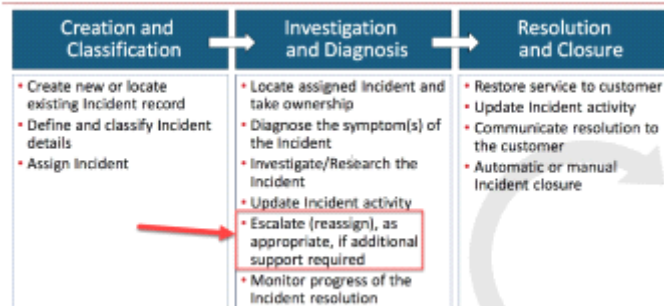 Creation and
Classification
Investigation
and Diagnosis
Resolution
and Closure
• Create new or locate
existing Incident record
• Define and classify Incident
details
• Assign Incident
• Locate assigned Incident and
take ownership
• Diagnose the symptom(s) of
the Incident
• Investigate/Research the
Incident
• Update Incident activity
• Escalate (reassign), as
appropriate, if additional
support required
• Monitor progress of the
Incident resolution
• Restore service to customer
• Update Incident activity
• Communicate resolution to
the customer
• Automatic or manual
Incident closure